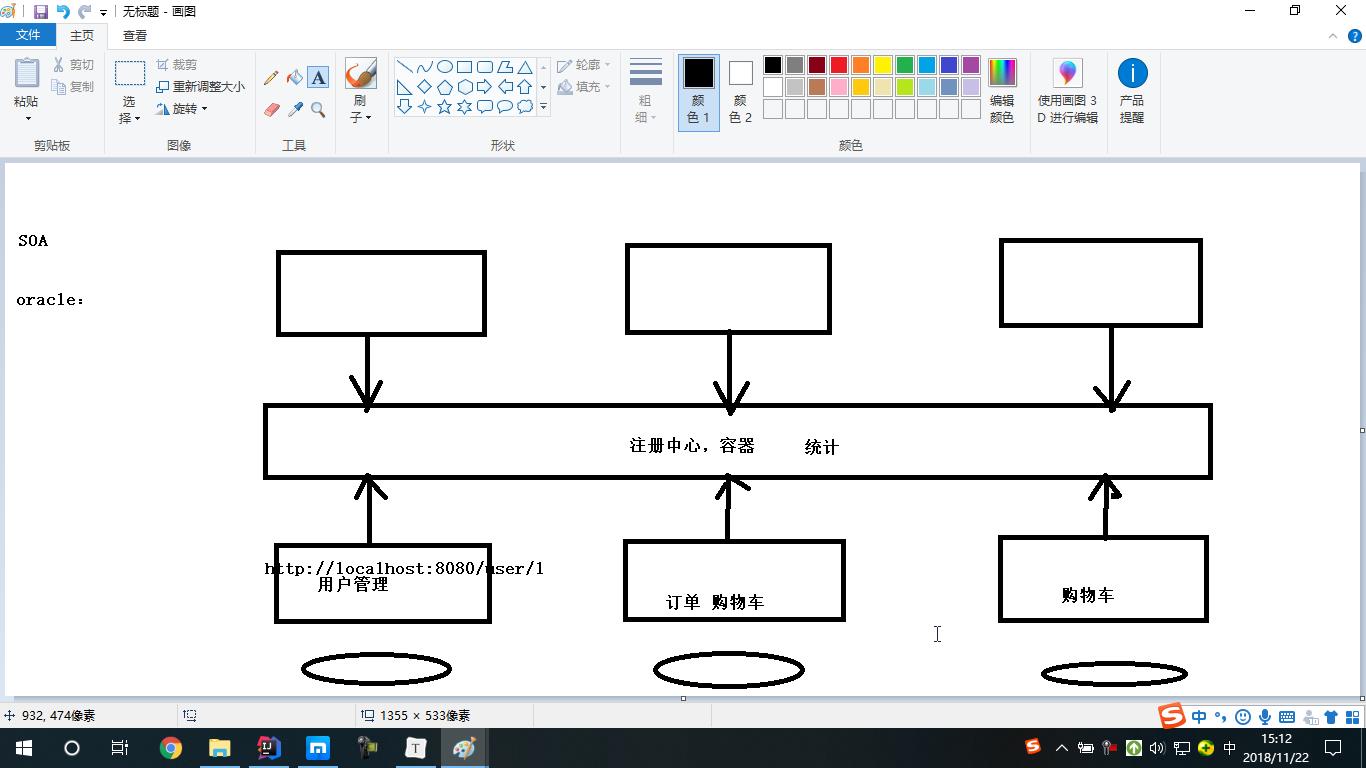 无标题 - 画图
文件
主页
查看
粘贴
剪切
复制
剪贴板
选择
裁剪
重新调整大小
旋转
图像
A
工具
刷子
形状
轮廓
填充
粗细
颜色 1
颜色 2
颜色
编辑颜色
使用画图 3D 进行编辑
产品提醒
SOA
oracle：
注册中心，容器
统计
http://localhost:8080/user/1
用户管理
订单 购物车
购物车
932, 474像素
1355 × 533像素
中
中
15:12
2018/11/22